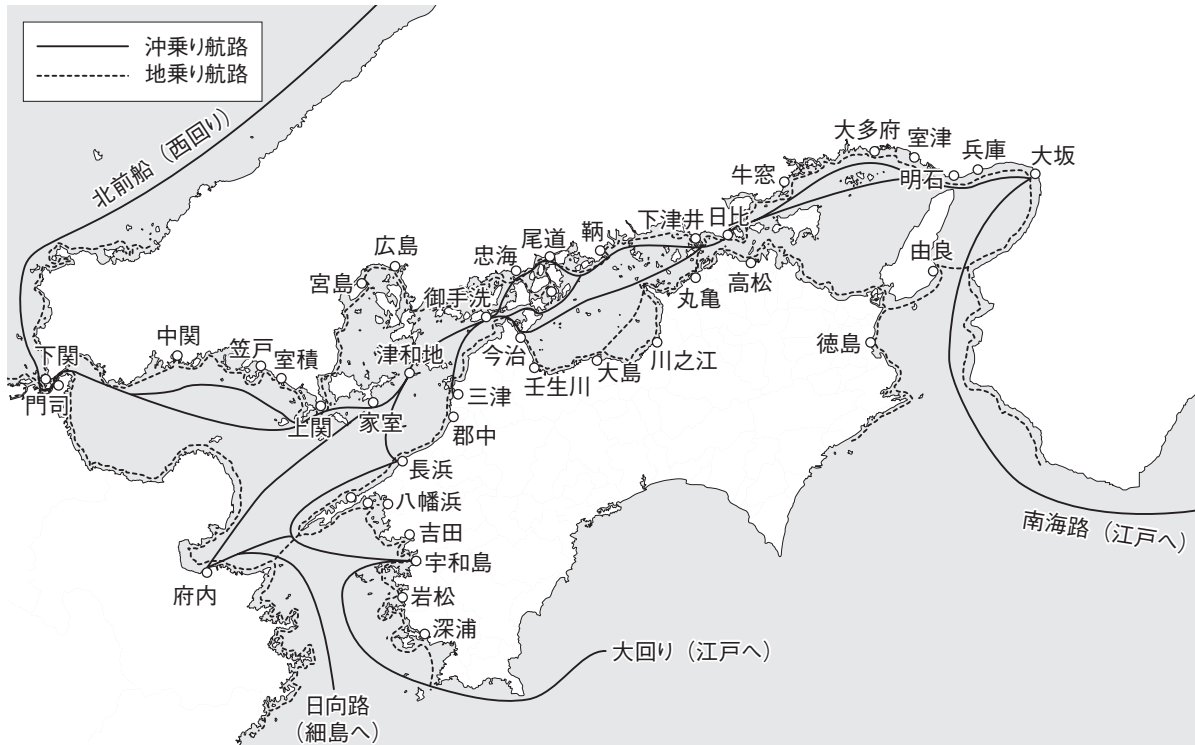 沖乗り航路
地乗り航路
北前船（西回り）
大多府
室津
兵庫
大坂
明石
牛窓
日比
下津井
鞆
尾道
忠海
広島
宮島
御手洗
由良
高松
丸亀
徳島
川之江
大島
壬生川
今治
津和地
中関
笠戸
室積
下関
門司
上関
家室
三津
郡中
長浜
八幡浜
吉田
宇和島
府内
岩松
深浦
南海路（江戸へ）
大回り（江戸へ）
日向路
（細島へ）